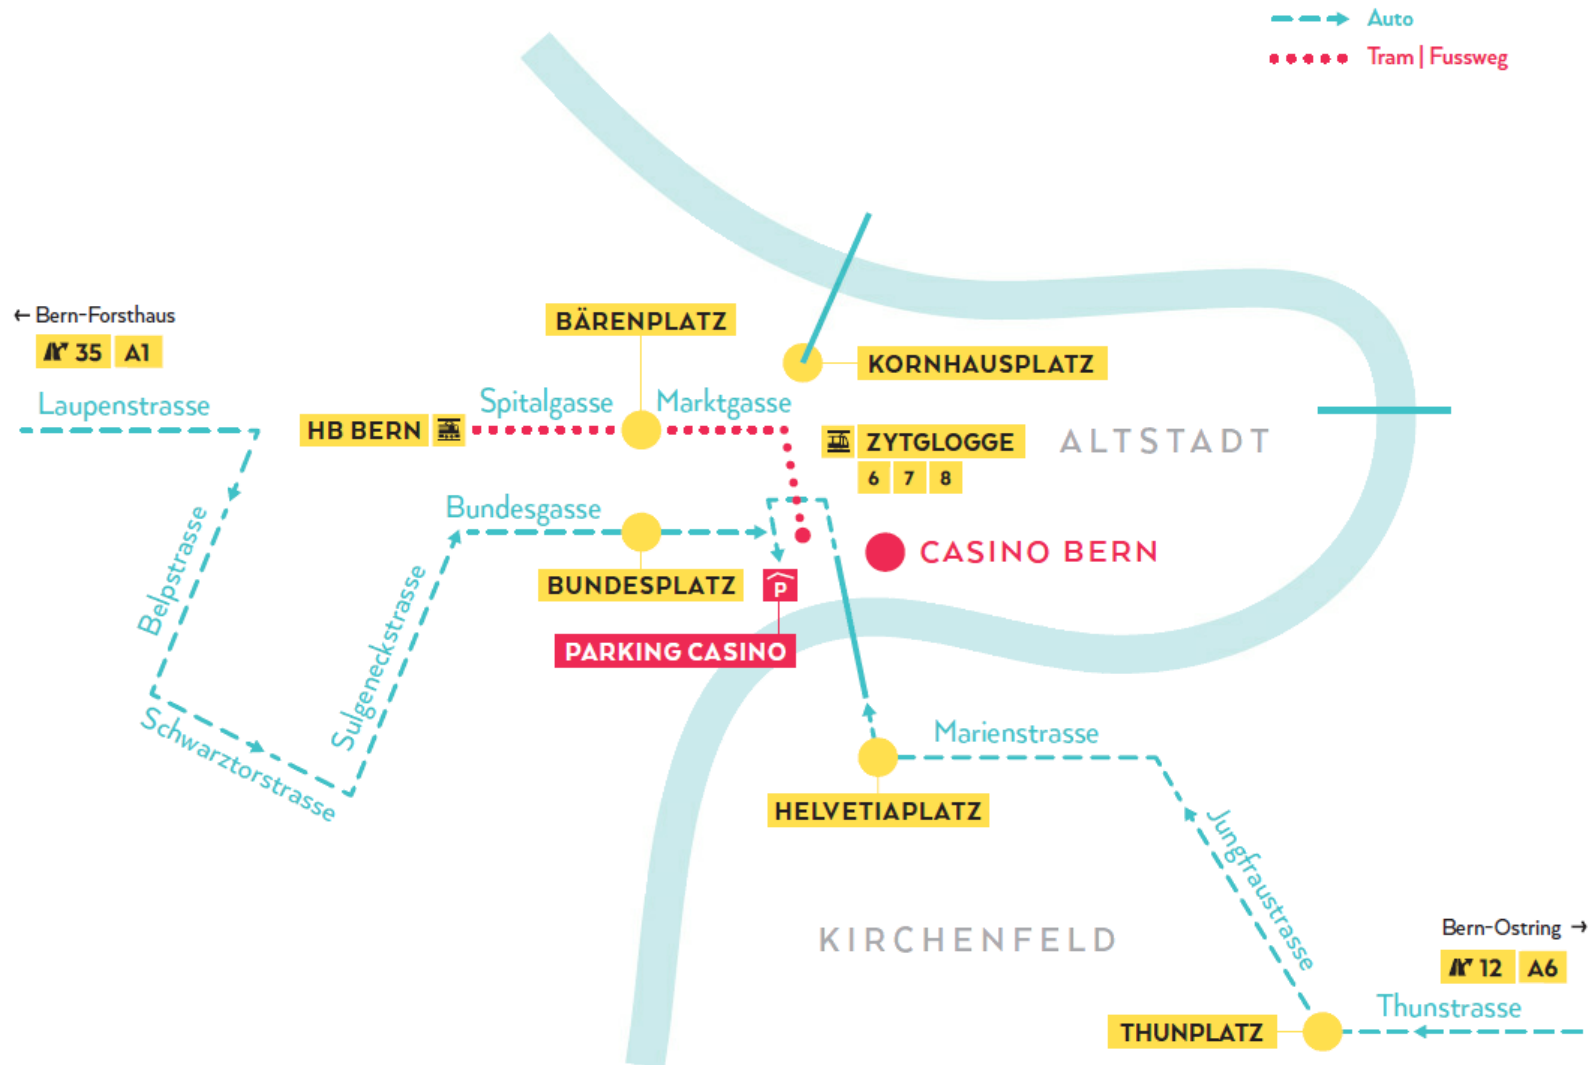 Auto
Tram | Fussweg
← Bern-Forsthaus
35 A1
Laupenstrasse
BÄRENPLATZ
KORNHAUSPLATZ
Spitalgasse
Marktgasse
HB BERN
ZYTGLOGGE
6 7 8
ALTSTADT
Bundesgasse
Belpstrasse
CASINO BERN
BUNDESPLATZ
P
PARKING CASINO
Sulgeneckstrasse
Schwarztorstrasse
Marienstrasse
HELVETIAPLATZ
Jungfraustrasse
KIRCHENFELD
Bern-Ostring →
12 A6
Thunstrasse
THUNPLATZ